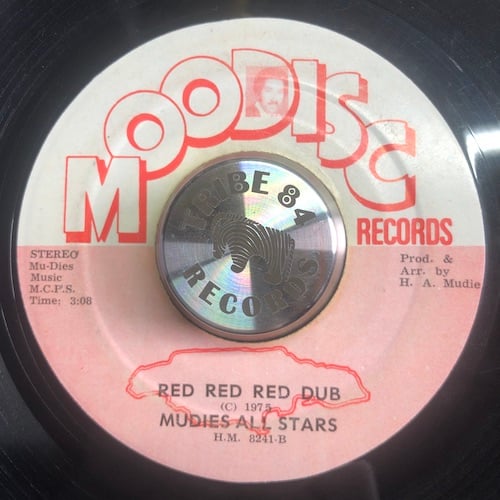 MOODISC
RECORDS
TRIBE 84
RECORDS
STEREO
Mu-Dies
Music
M.C.P.S.
Time: 3:08
Prod. &
Arr. by
H. A. Mudie
RED RED RED DUB
(C) 1975
MUDIES ALL STARS
H.M. 8241-B